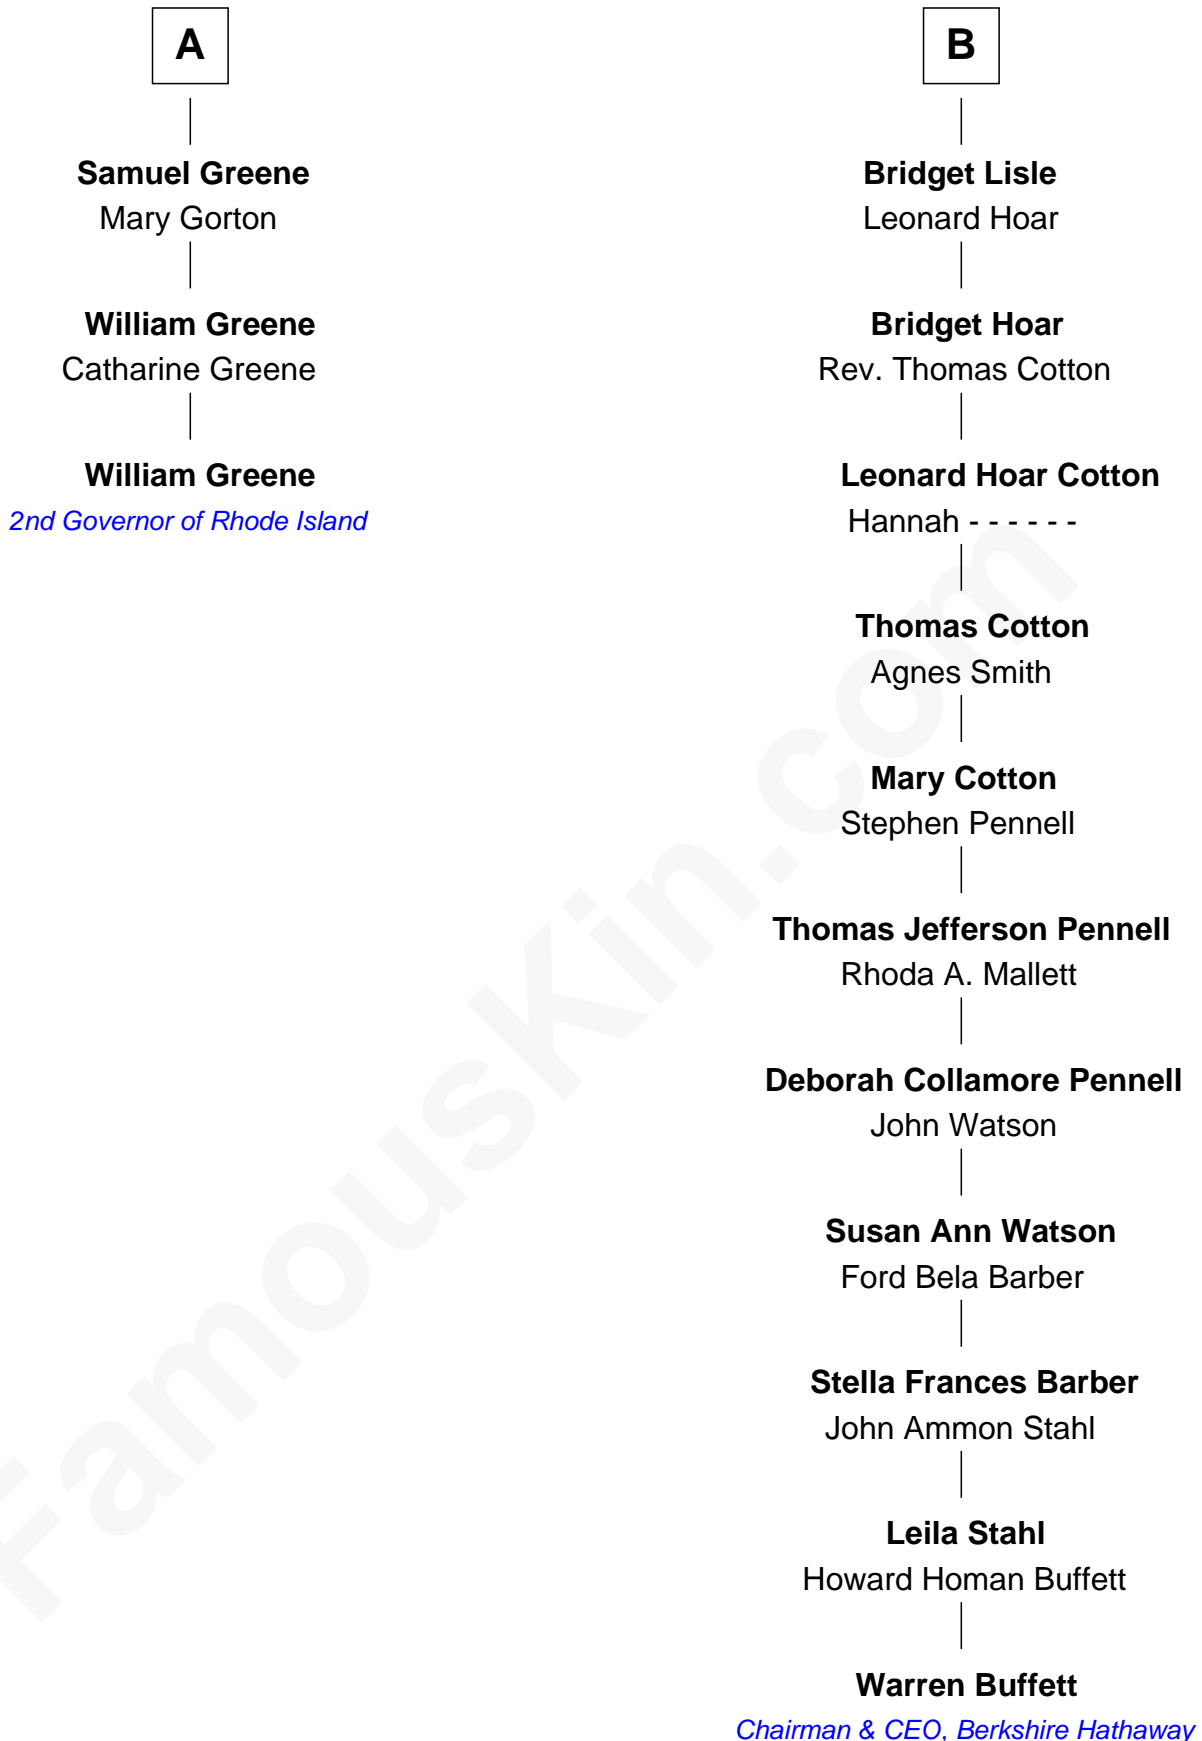 A
Samuel Greene
Mary Gorton
William Greene
Catharine Greene
William Greene
2nd Governor of Rhode Island
B
Bridget Lisle
Leonard Hoar
Bridget Hoar
Rev. Thomas Cotton
Leonard Hoar Cotton
Hannah - - - - - -
Thomas Cotton
Agnes Smith
Mary Cotton
Stephen Pennell
Thomas Jefferson Pennell
Rhoda A. Mallett
Deborah Collamore Pennell
John Watson
Susan Ann Watson
Ford Bela Barber
Stella Frances Barber
John Ammon Stahl
Leila Stahl
Howard Homan Buffett
Warren Buffett
Chairman & CEO, Berkshire Hathaway
FamousKin.com